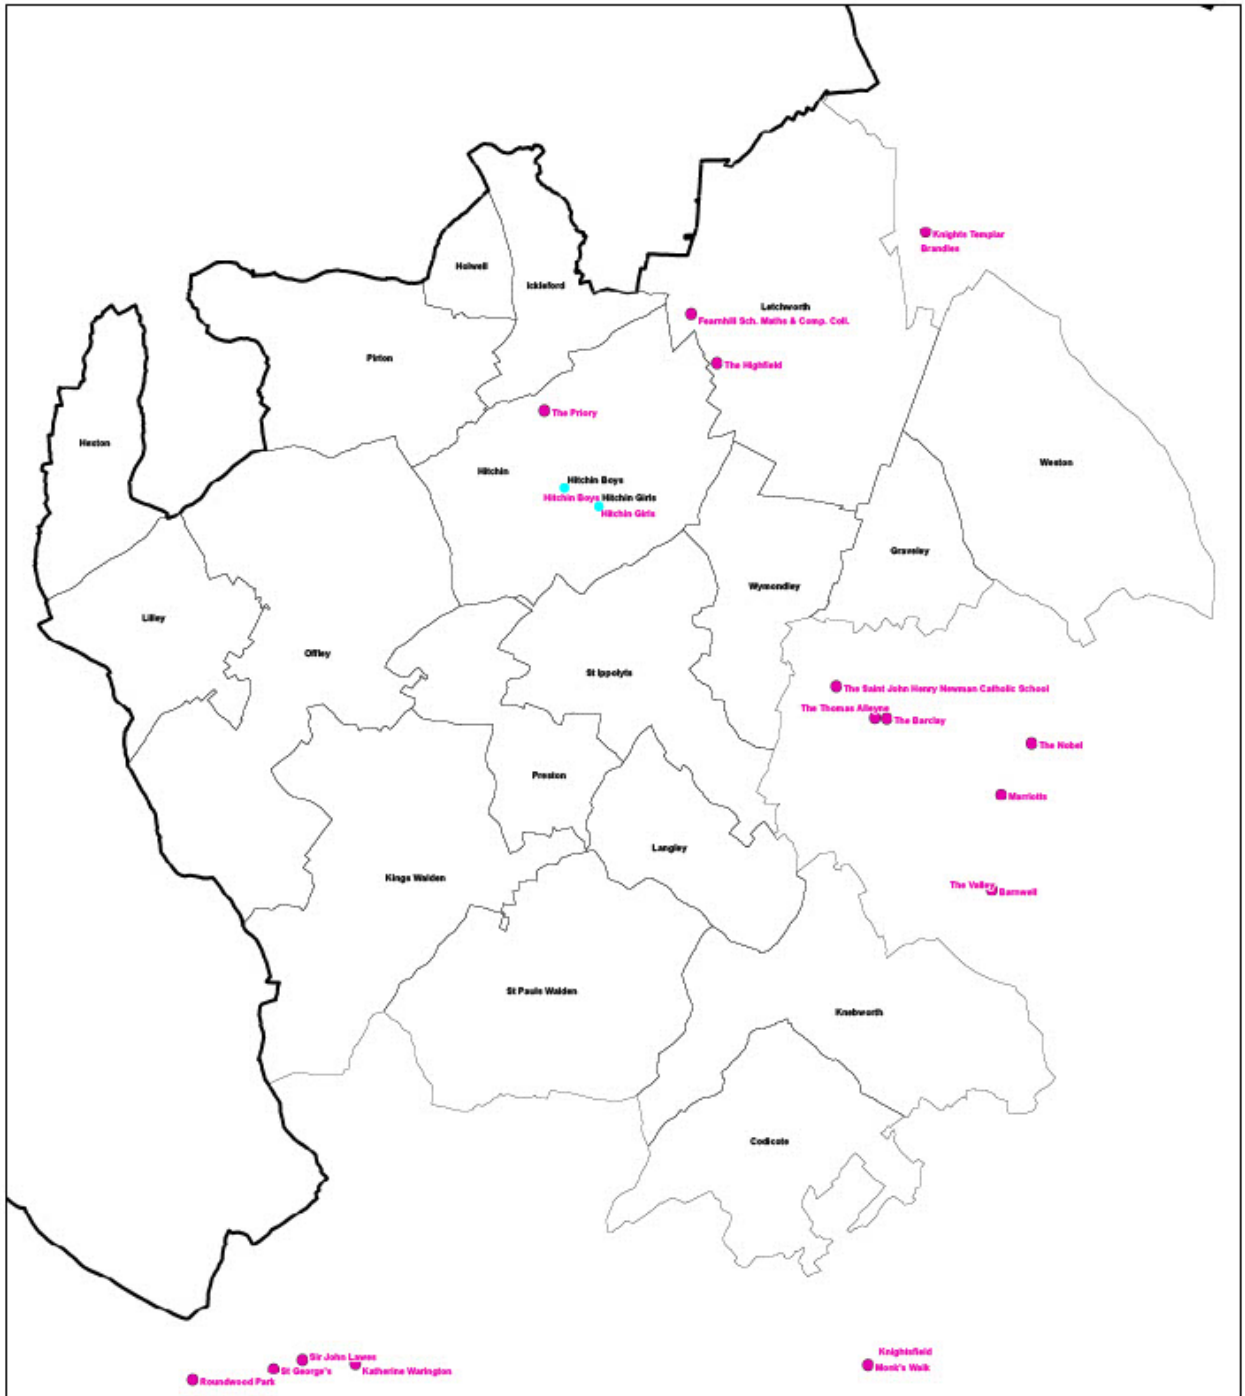 Knights Templar
Brandles
Holwell
Ickleford
Letchworth
Fearnhill Sch. Maths & Comp. Coll.
Pirton
The Highfield
The Priory
Hexton
Hitchin
Weston
Hitchin Boys
Hitchin Boys
Hitchin Girls
Hitchin Girls
Graveley
Wymondley
Lilley
Offley
St Ippolyts
The Saint John Henry Newman Catholic School
The Thomas Alleyne
The Barclay
The Nobel
Preston
Marriotts
Langley
Kings Walden
The Valley
Barnwell
St Pauls Walden
Knebworth
Codicote
Knightsfield
Monk's Walk
Sir John Lawes
St George's
Katherine Warington
Roundwood Park